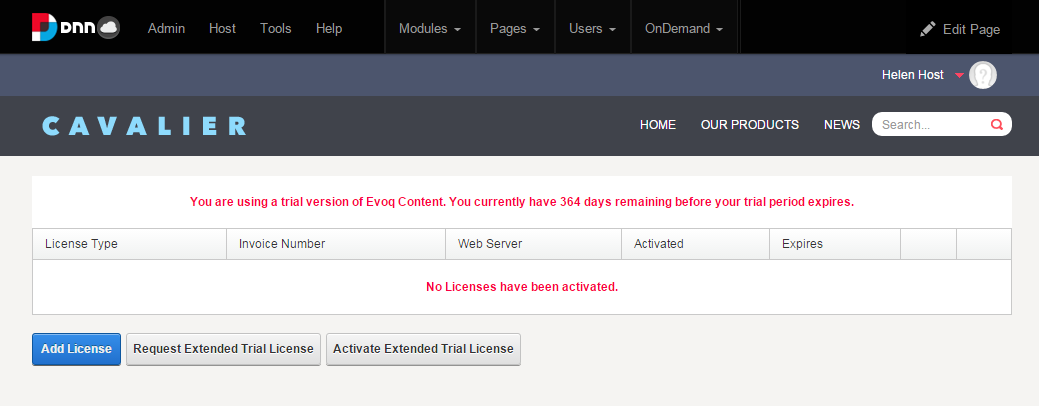 DNN Admin Host Tools Help Modules Pages Users OnDemand Edit Page
Helen Host
CAVALIER HOME OUR PRODUCTS NEWS Search...
You are using a trial version of Evoq Content. You currently have 364 days remaining before your trial period expires.
License Type Invoice Number Web Server Activated Expires
No Licenses have been activated.
Add License Request Extended Trial License Activate Extended Trial License